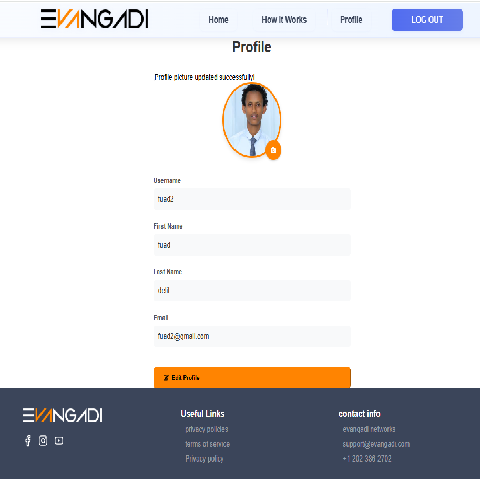 EVANGADI
Home
How It Works
Profile
LOG OUT
Profile
Profile picture updated successfully!
Username
fuad2
First Name
fuad
Last Name
delil
Email
fuad2@gmail.com
Edit Profile
EVANGADI
Useful Links
privacy policies
terms of service
Privacy policy
contact info
evangadi networks
support@evangadi.com
+1 202 386 2702